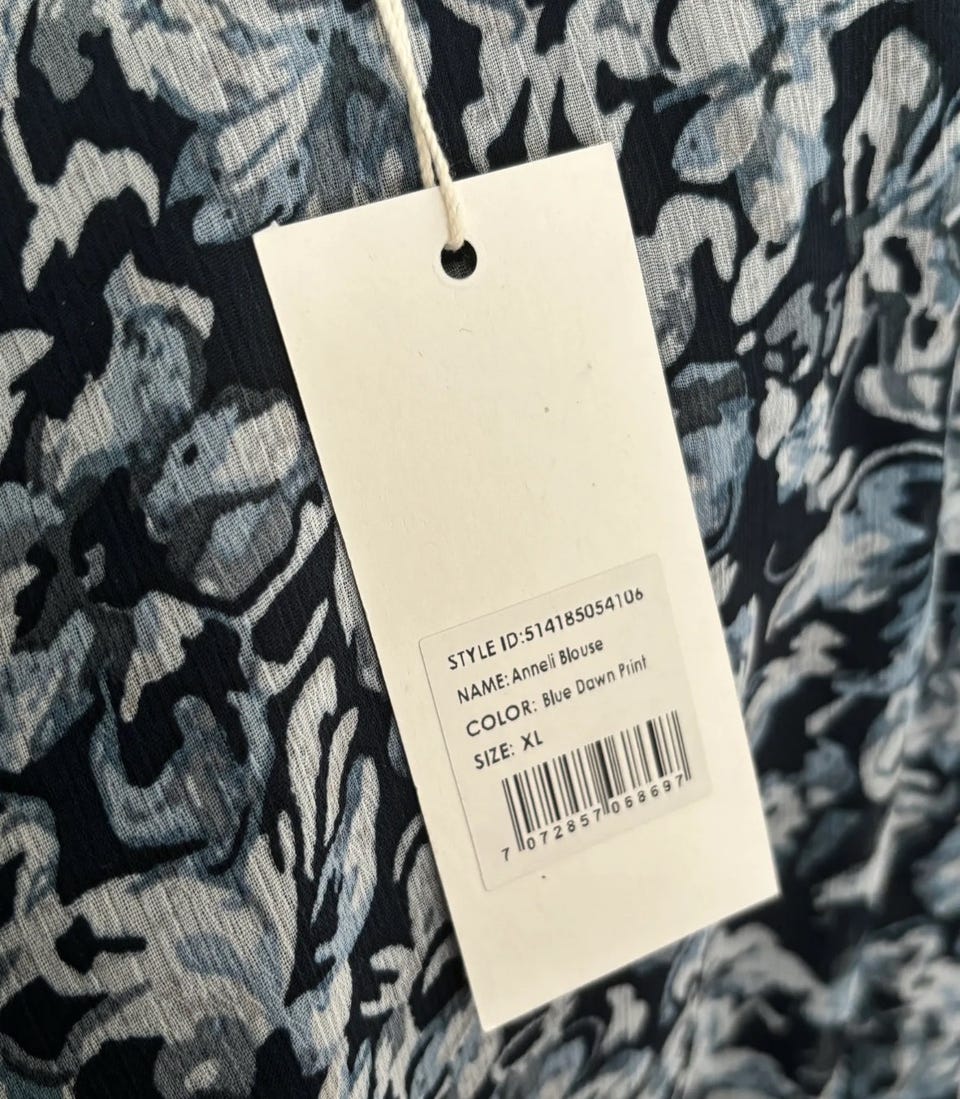 STYLE ID:514185054106
NAME: Anneli Blouse
COLOR: Blue Dawn Print
SIZE: XL
7 072857 068697